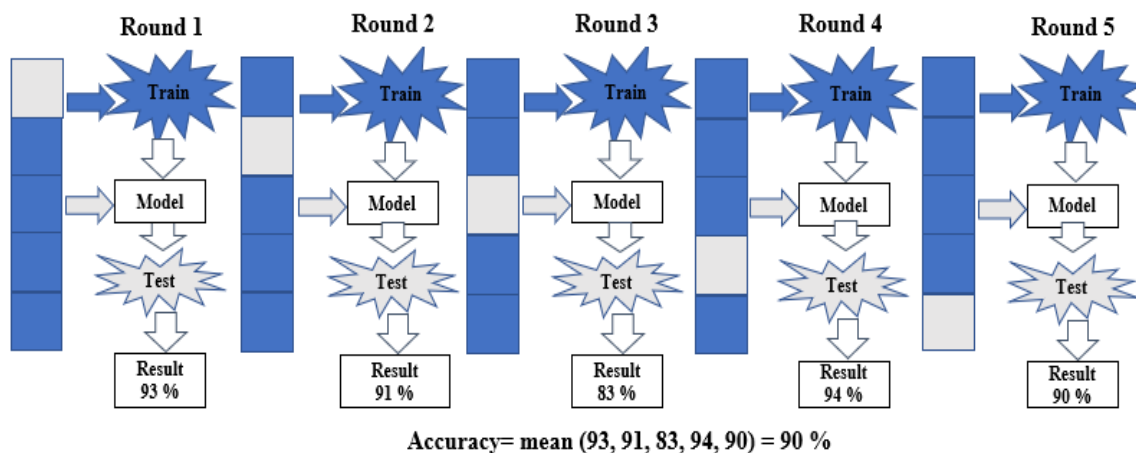 Round 1
Round 2
Round 3
Round 4
Round 5
Train
Train
Train
Train
Train
Model
Model
Model
Model
Model
Test
Test
Test
Test
Test
Result
93 %
Result
91 %
Result
83 %
Result
94 %
Result
90 %
Accuracy= mean (93, 91, 83, 94, 90) = 90 %